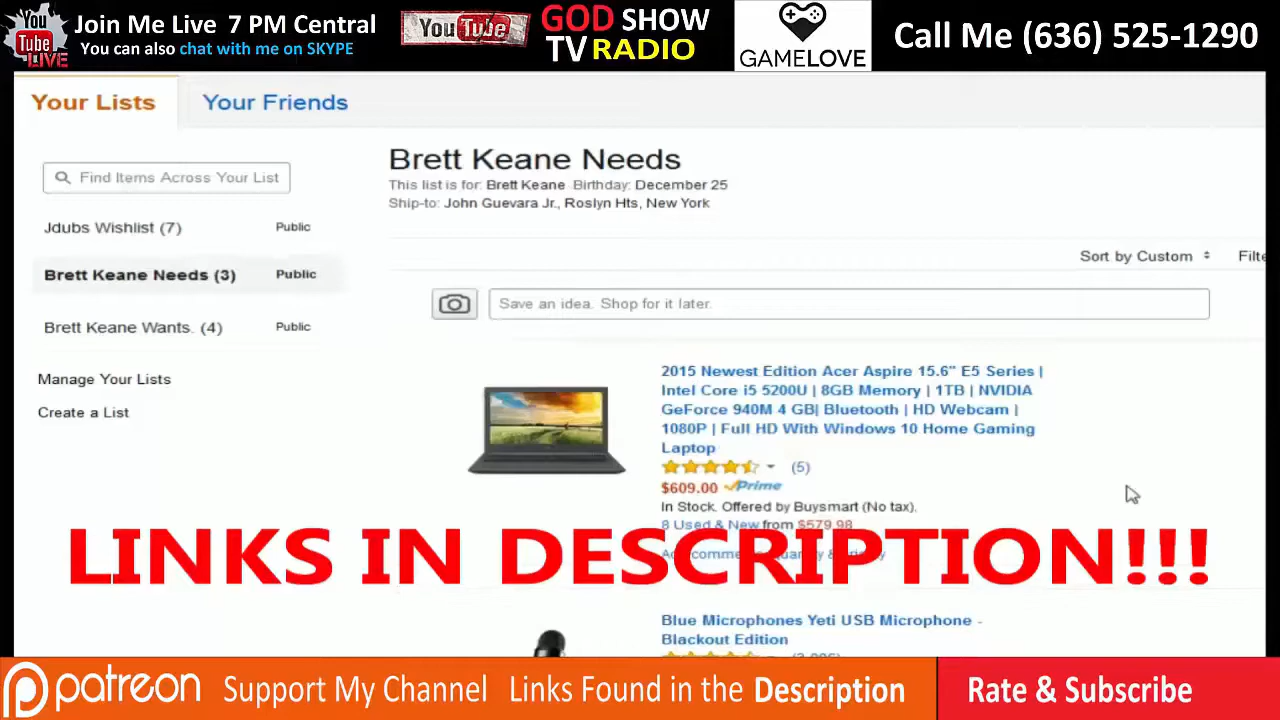 You Tube LIVE
Join Me Live 7 PM Central
You can also chat with me on SKYPE
YouTube
GOD SHOW
TV RADIO
GAMELOVE
Call Me (636) 525-1290
Your Lists
Your Friends
Find Items Across Your List
Jdubs Wishlist (7) Public
Brett Keane Needs (3) Public
Brett Keane Wants. (4) Public
Manage Your Lists
Create a List
Brett Keane Needs
This list is for: Brett Keane Birthday: December 25
Ship-to: John Guevara Jr., Roslyn Hts, New York
Sort by Custom
Filte
Save an idea. Shop for it later.
2015 Newest Edition Acer Aspire 15.6" E5 Series |
Intel Core i5 5200U | 8GB Memory | 1TB | NVIDIA
GeForce 940M 4 GB| Bluetooth | HD Webcam |
1080P | Full HD With Windows 10 Home Gaming
Laptop
(5)
$609.00 Prime
In Stock. Offered by Buysmart (No tax).
8 Used & New from $579.98
LINKS IN DESCRIPTION!!!
Blue Microphones Yeti USB Microphone -
Blackout Edition
patreon
Support My Channel Links Found in the Description
Rate & Subscribe